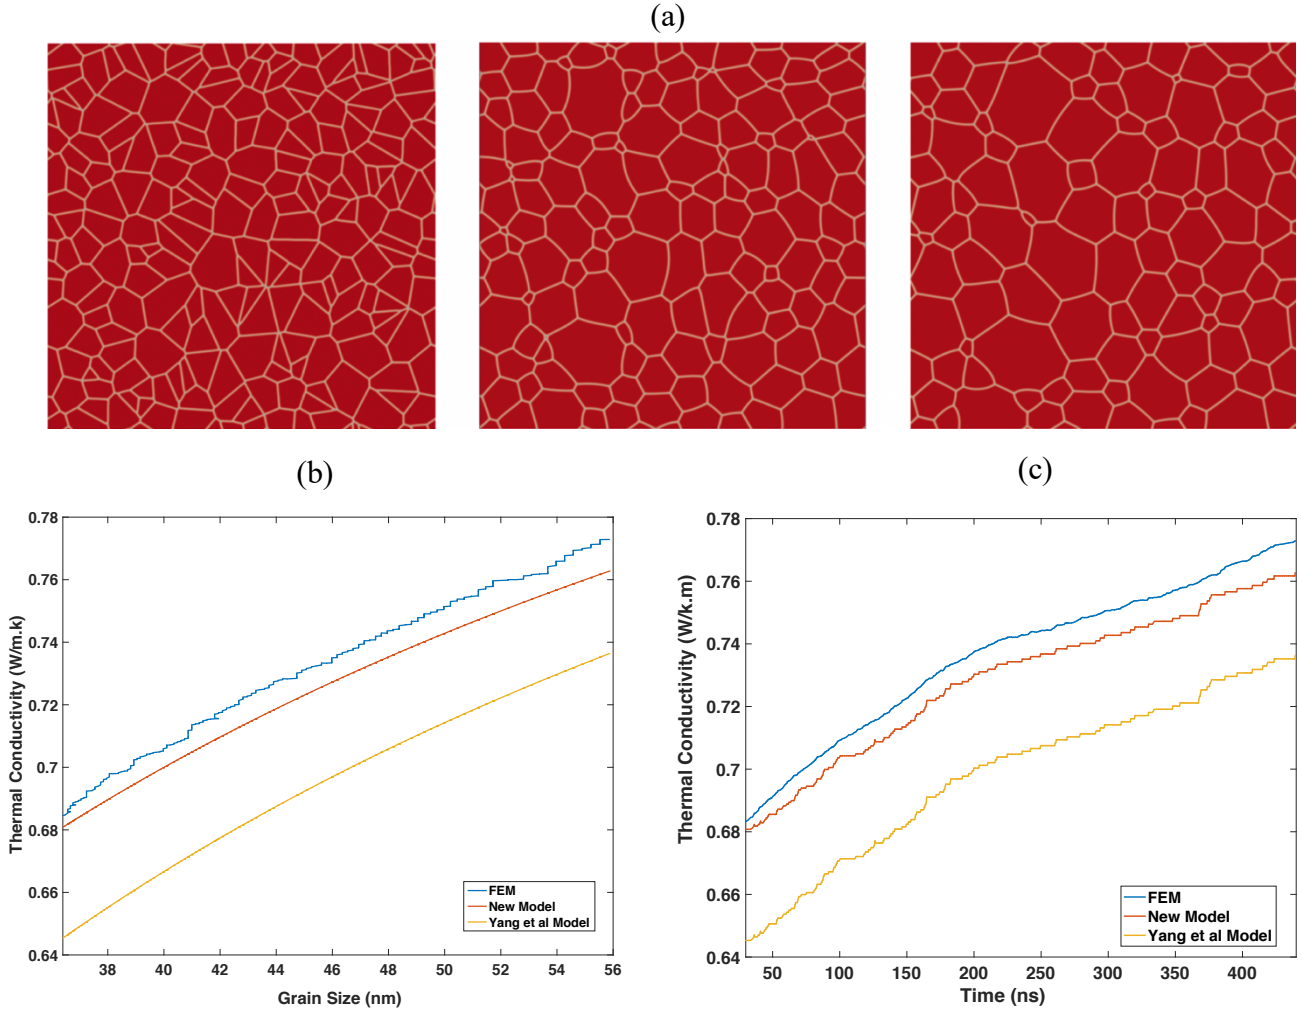 (a)
(b)
(c)
0.78
0.76
0.74
0.72
0.7
0.68
0.66
0.64
Thermal Conductivity (W/m.k)
38 40 42 44 46 48 50 52 54 56
Grain Size (nm)
FEM
New Model
Yang et al Model
0.78
0.76
0.74
0.72
0.7
0.68
0.66
0.64
Thermal Conductivity (W/k.m)
50 100 150 200 250 300 350 400
Time (ns)
FEM
New Model
Yang et al Model